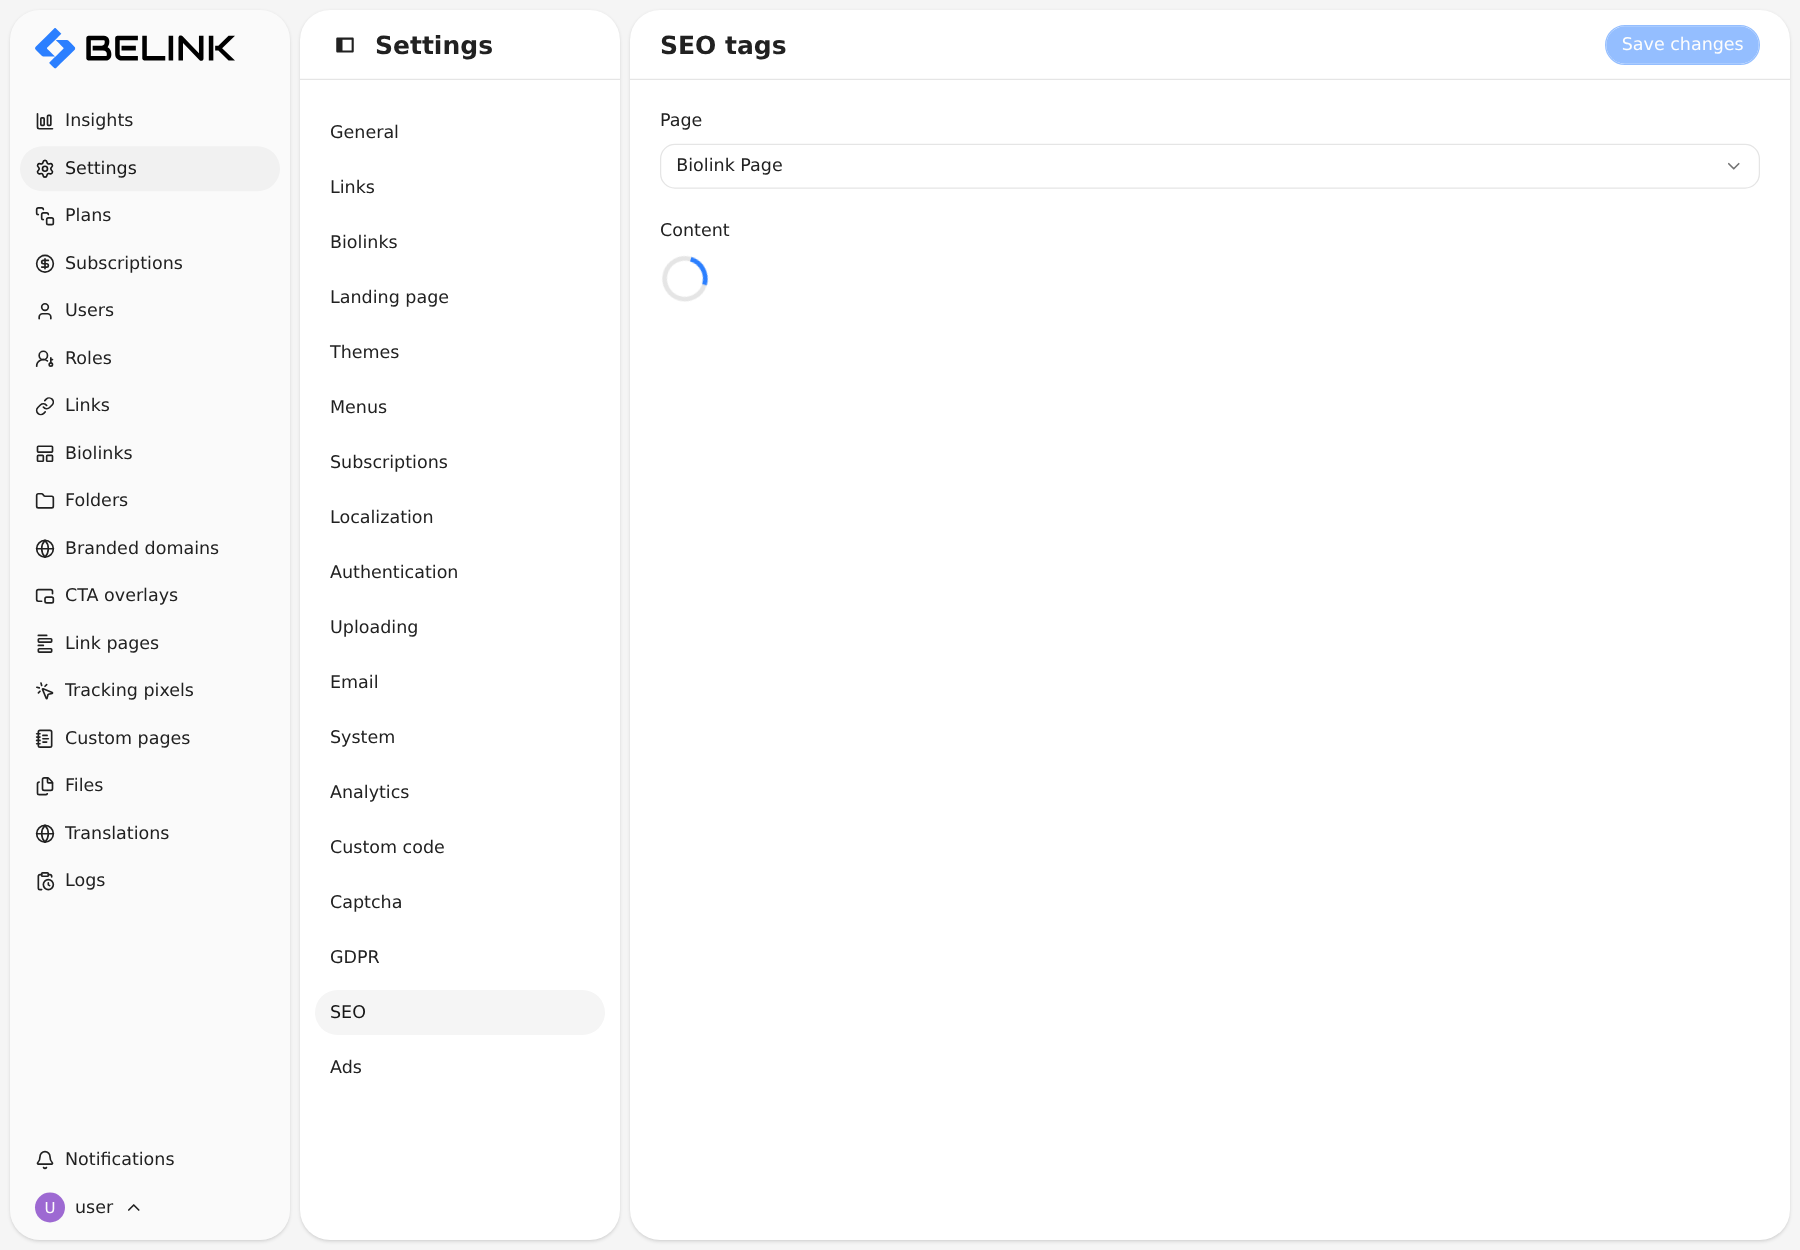 BELINK
Insights
Settings
Plans
Subscriptions
Users
Roles
Links
Biolinks
Folders
Branded domains
CTA overlays
Link pages
Tracking pixels
Custom pages
Files
Translations
Logs
Notifications
U user
Settings
General
Links
Biolinks
Landing page
Themes
Menus
Subscriptions
Localization
Authentication
Uploading
Email
System
Analytics
Custom code
Captcha
GDPR
SEO
Ads
SEO tags
Save changes
Page
Biolink Page
Content